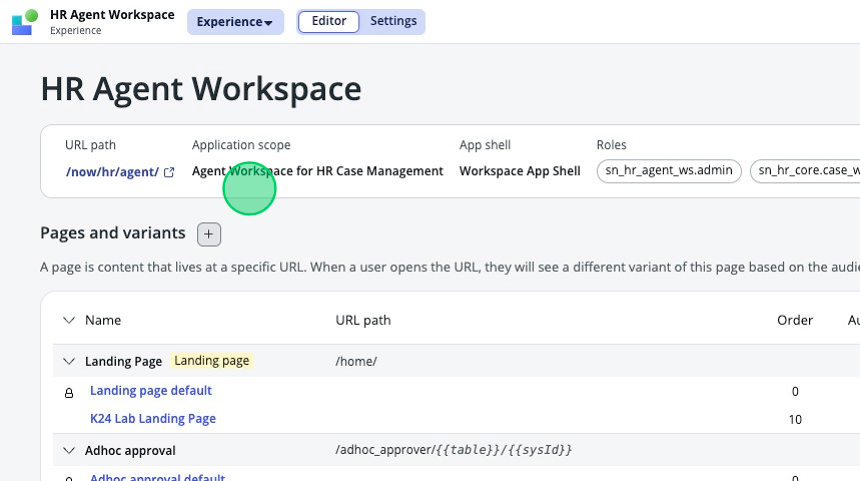 HR Agent Workspace
Experience
Experience
Editor
Settings
HR Agent Workspace
URL path
Application scope
App shell
Roles
/now/hr/agent/
Agent Workspace for HR Case Management
Workspace App Shell
sn_hr_agent_ws.admin
sn_hr_core.case_w
Pages and variants
+
A page is content that lives at a specific URL. When a user opens the URL, they will see a different variant of this page based on the audie
Name
URL path
Order
Au
Landing Page
Landing page
/home/
Landing page default
0
K24 Lab Landing Page
10
Adhoc approval
/adhoc_approver/{{table}}/{{sysId}}
Adhoc approval default
0